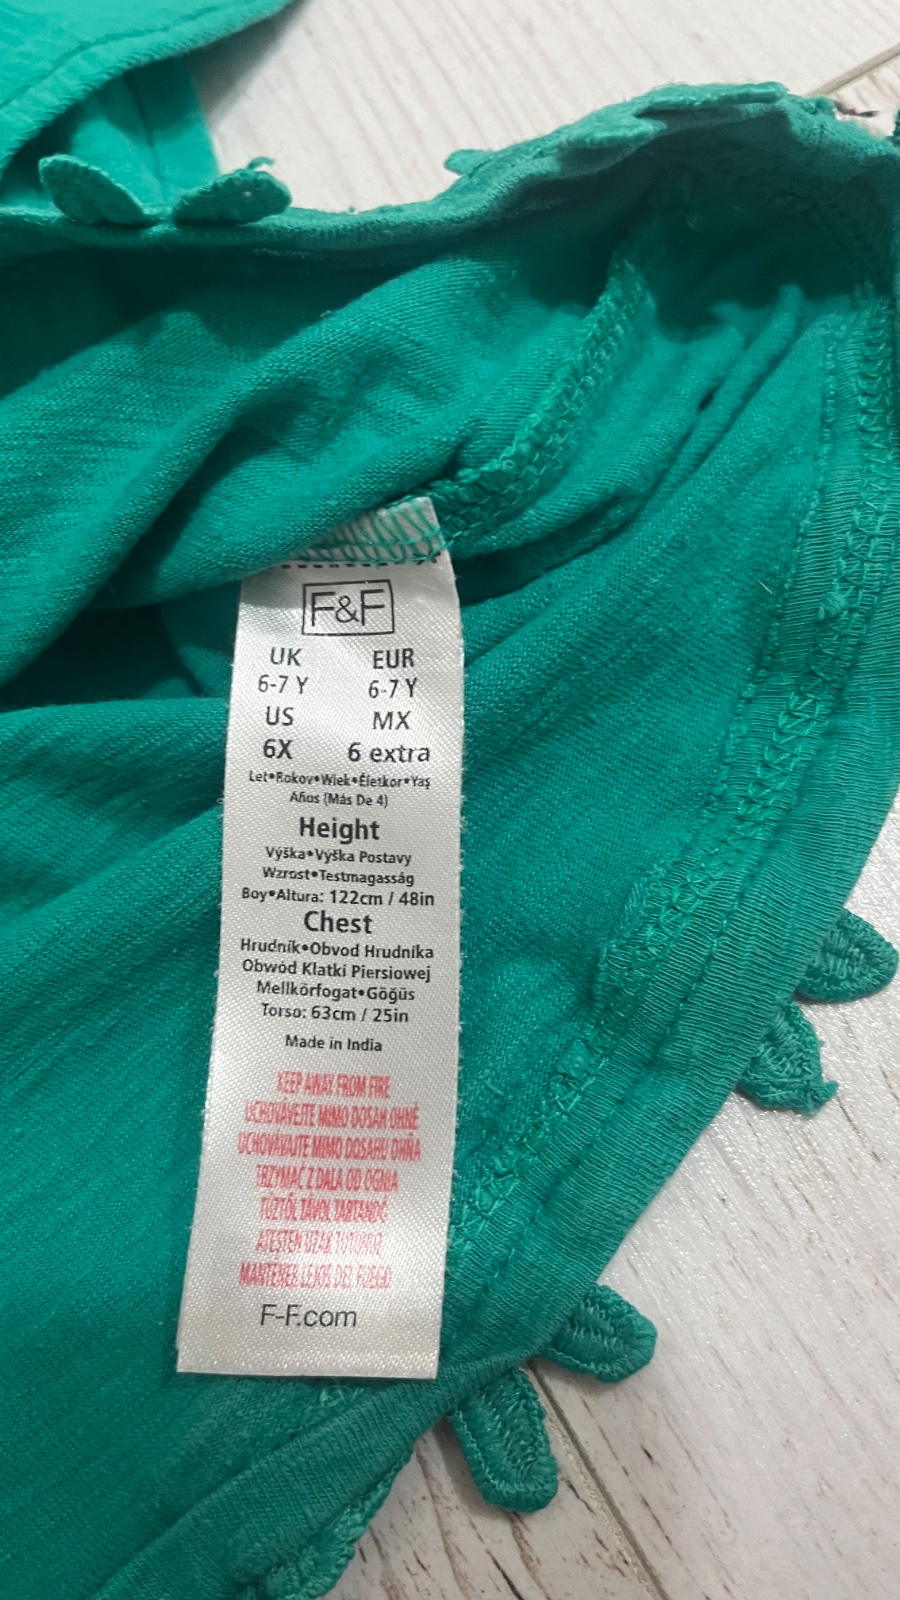 F&F
UK EUR
6-7 Y 6-7 Y
US MX
6X 6 extra
Let•Rokov•Wiek•Életkor•Yaş
Años (Más De 4)
Height
Výška•Výška Postavy
Wzrost•Testmagasság
Boy•Altura: 122cm / 48in
Chest
Hrudník•Obvod Hrudníka
Obwód Klatki Piersiowej
Mellkörfogat•Göğüs
Torso: 63cm / 25in
Made in India
KEEP AWAY FROM FIRE
UCHOVÁVEJTE MIMO DOSAH OHNĚ
UCHOVÁVAJTE MIMO DOSAHU OHŇA
TRZYMAĆ Z DALA OD OGNIA
TŰZTŐL TÁVOL TARTANDÓ
ATEŞTEN UZAK TUTUNUZ
MANTENER LEJOS DEL FUEGO
F-F.com